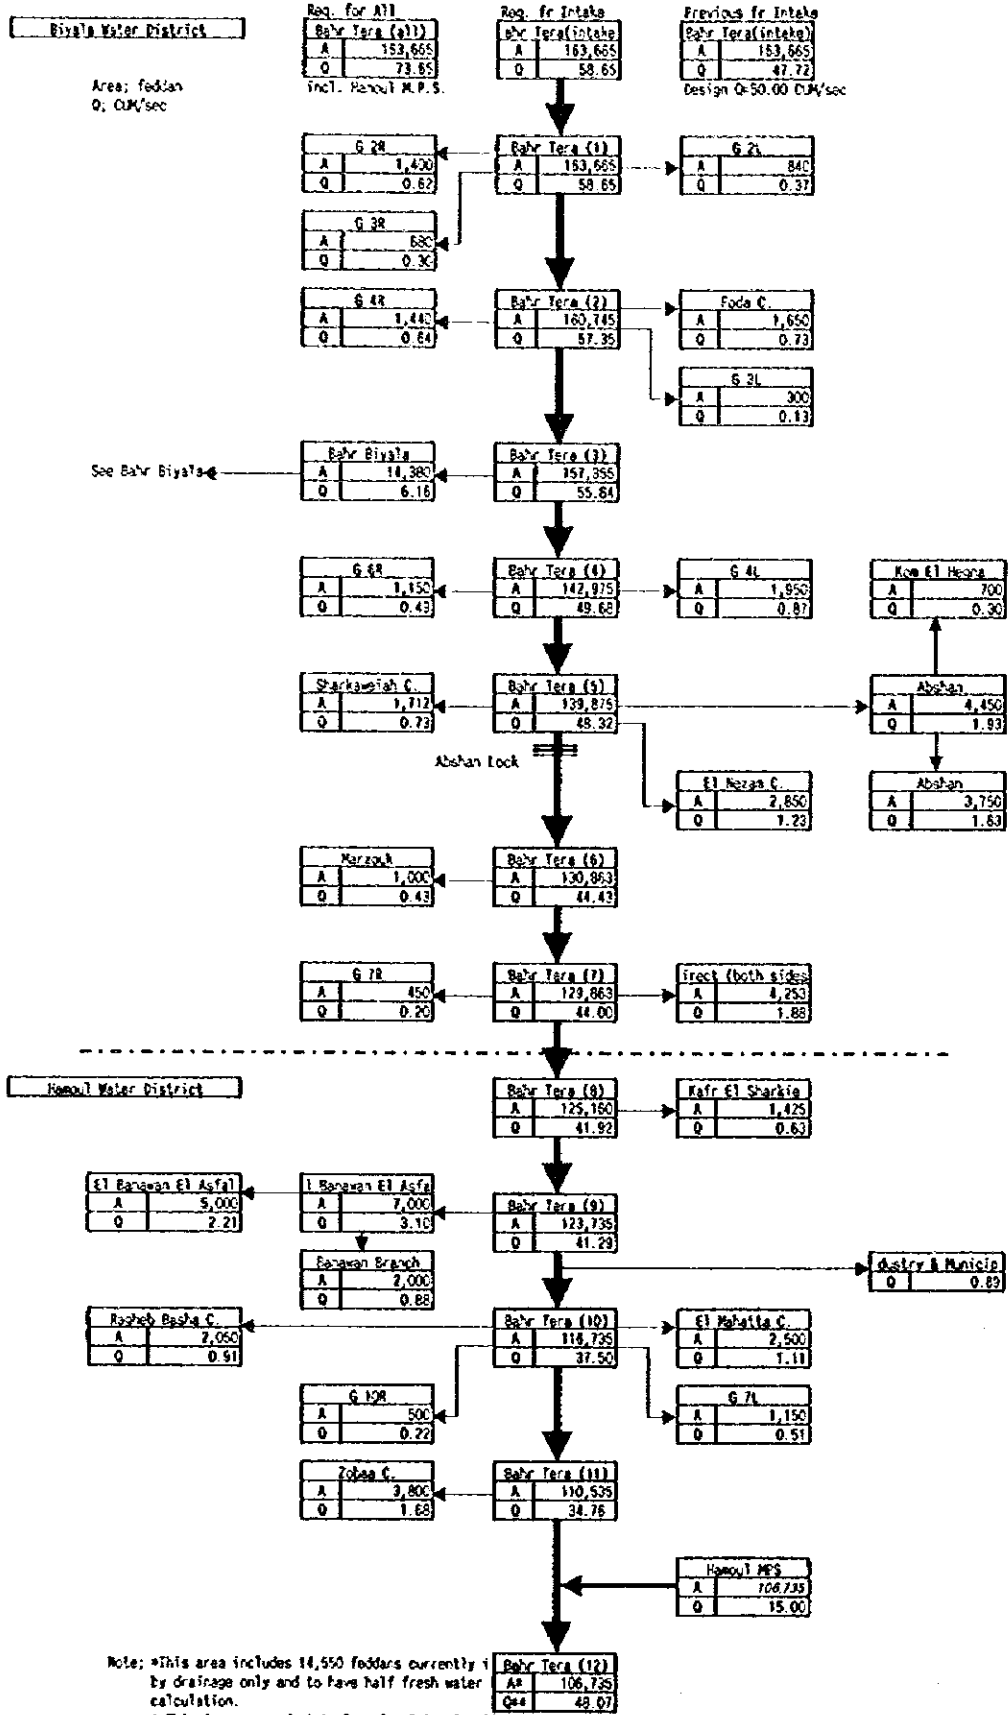 Biyala Water District
Area; feddan
Q; CUM/sec
Req. for All
Bahr Tera (all)
A 163,665
Q 73.65
incl. Hamoul M.P.S.
Req. fr Intake
ahr Tera(intake
A 163,665
Q 58.65
Previous fr Intake
Bahr Tera(intake)
A 163,665
Q 47.72
Design Q=50.00 CUM/sec
G 2R
A 1,400
Q 0.62
Bahr Tera (1)
A 163,665
Q 58.65
G 2L
A 840
Q 0.37
G 3R
A 680
Q 0.30
G 4R
A 1,440
Q 0.64
Bahr Tera (2)
A 160,745
Q 57.35
Foda C.
A 1,650
Q 0.73
G 3L
A 300
Q 0.13
See Bahr Biyala
Bahr Biyala
A 14,380
Q 6.16
Bahr Tera (3)
A 157,355
Q 55.84
G 6R
A 1,150
Q 0.49
Bahr Tera (4)
A 142,975
Q 49.68
G 4L
A 1,950
Q 0.87
Kom El Hegna
A 700
Q 0.30
Sharkaweiah C.
A 1,712
Q 0.73
Bahr Tera (5)
A 139,875
Q 48.32
Abshan
A 4,450
Q 1.93
Abshan Lock
El Nezam C.
A 2,850
Q 1.23
Abshan
A 3,750
Q 1.63
Marzouk
A 1,000
Q 0.43
Bahr Tera (6)
A 130,863
Q 44.43
G 7R
A 450
Q 0.20
Bahr Tera (7)
A 129,863
Q 44.00
irect (both sides
A 4,253
Q 1.88
Hamoul Water District
Bahr Tera (8)
A 125,160
Q 41.92
Kafr El Sharkie
A 1,425
Q 0.63
El Banawan El Asfal
A 5,000
Q 2.21
l Banawan El Asfa
A 7,000
Q 3.10
Bahr Tera (9)
A 123,735
Q 41.29
Banawan Branch
A 2,000
Q 0.88
dustry & Municip
Q 0.89
Ragheb Basha C.
A 2,050
Q 0.91
Bahr Tera (10)
A 116,735
Q 37.50
El Mahatta C.
A 2,500
Q 1.11
G 10R
A 500
Q 0.22
G 7L
A 1,150
Q 0.51
Zobaa C.
A 3,800
Q 1.68
Bahr Tera (11)
A 110,535
Q 34.76
Hamoul MPS
A 106,735
Q 15.00
Note; *This area includes 14,550 feddans currently i
by drainage only and to have half fresh water
calculation.
Bahr Tera (12)
A* 106,735
Q** 48.07